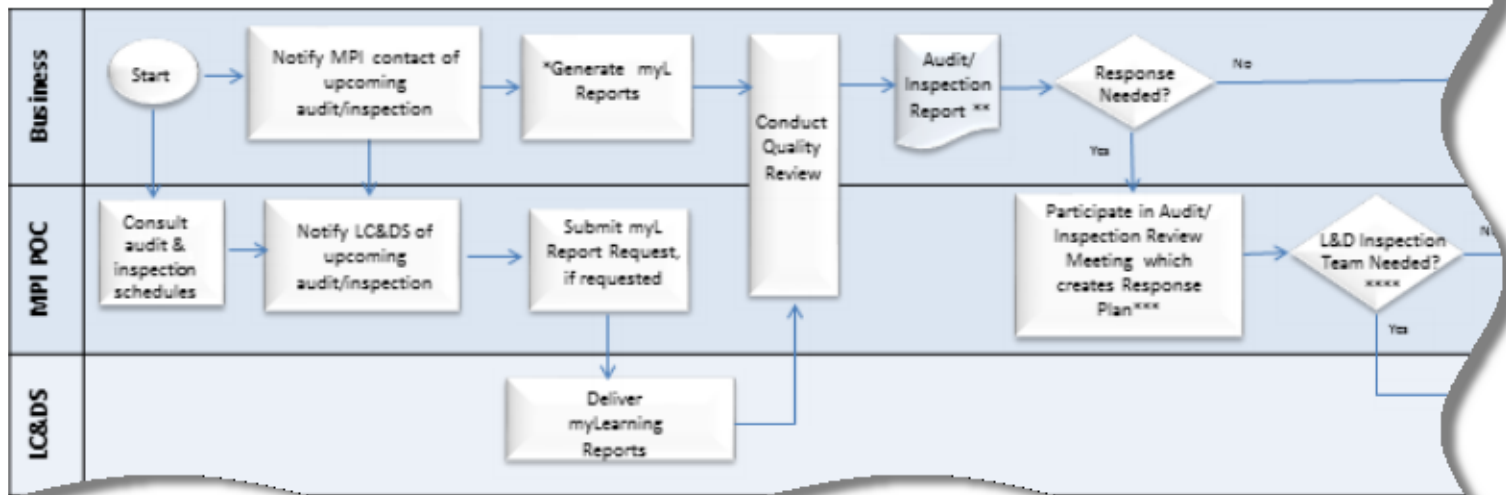 Business
Start
Notify MPI contact of
upcoming
audit/inspection
*Generate myL
Reports
Conduct
Quality
Review
Audit/
Inspection
Report **
Response
Needed?
No
Yes
MPI POC
Consult
audit &
inspection
schedules
Notify LC&DS of
upcoming
audit/inspection
Submit myL
Report Request,
if requested
Participate in Audit/
Inspection Review
Meeting which
creates Response
Plan***
L&D Inspection
Team Needed?
****
Yes
LC&DS
Deliver
myLearning
Reports